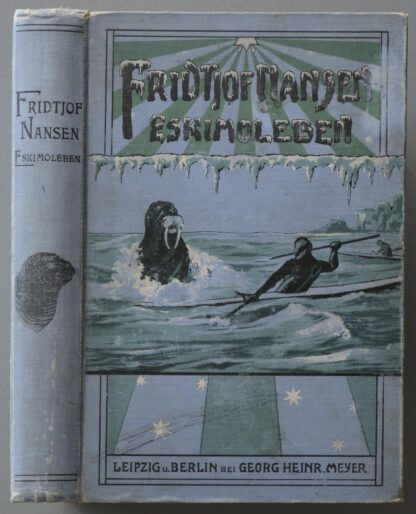 FRIDTJOF
NANSEN
ESKIMOLEBEN
FRIDTJOF NANSEN
ESKIMOLEBEN
LEIPZIG U. BERLIN BEI GEORG HEINR. MEYER